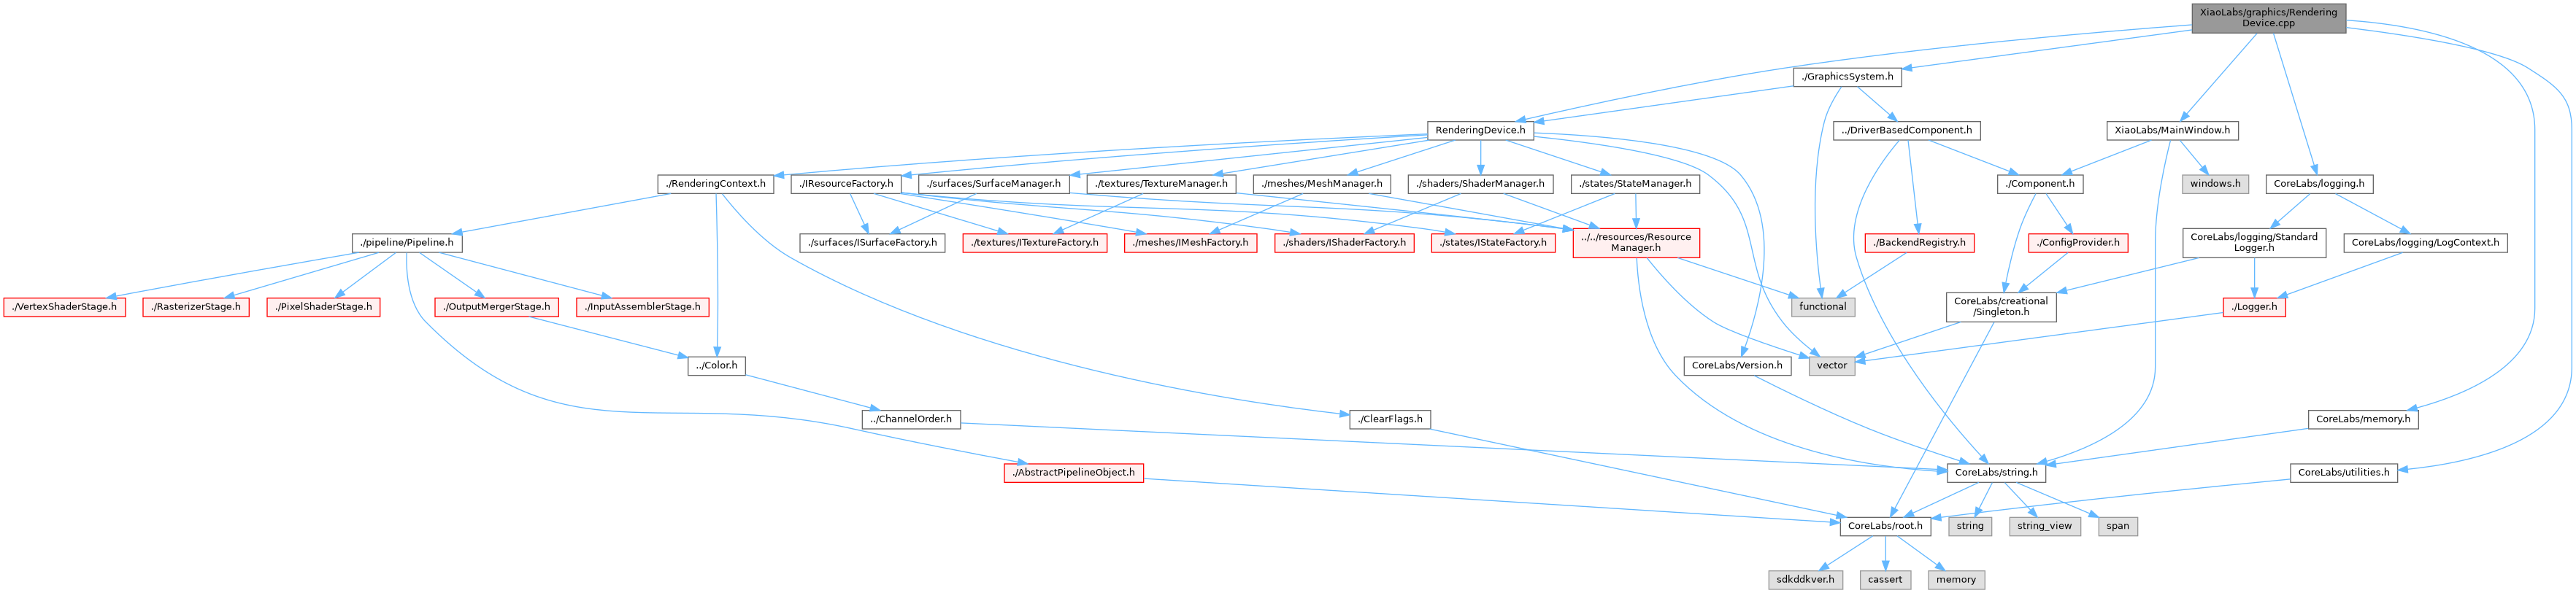 XiaoLabs/graphics/Rendering
Device.cpp
./GraphicsSystem.h
RenderingDevice.h
../DriverBasedComponent.h
XiaoLabs/MainWindow.h
./RenderingContext.h
./IResourceFactory.h
./surfaces/SurfaceManager.h
./textures/TextureManager.h
./meshes/MeshManager.h
./shaders/ShaderManager.h
./states/StateManager.h
./Component.h
windows.h
CoreLabs/logging.h
./pipeline/Pipeline.h
./surfaces/ISurfaceFactory.h
./textures/ITextureFactory.h
./meshes/IMeshFactory.h
./shaders/IShaderFactory.h
./states/IStateFactory.h
../../resources/Resource
Manager.h
./BackendRegistry.h
./ConfigProvider.h
CoreLabs/logging/Standard
Logger.h
CoreLabs/logging/LogContext.h
./VertexShaderStage.h
./RasterizerStage.h
./PixelShaderStage.h
./OutputMergerStage.h
./InputAssemblerStage.h
functional
CoreLabs/creational
/Singleton.h
./Logger.h
../Color.h
CoreLabs/Version.h
vector
../ChannelOrder.h
./ClearFlags.h
CoreLabs/memory.h
./AbstractPipelineObject.h
CoreLabs/string.h
CoreLabs/utilities.h
CoreLabs/root.h
string
string_view
span
sdkddkver.h
cassert
memory